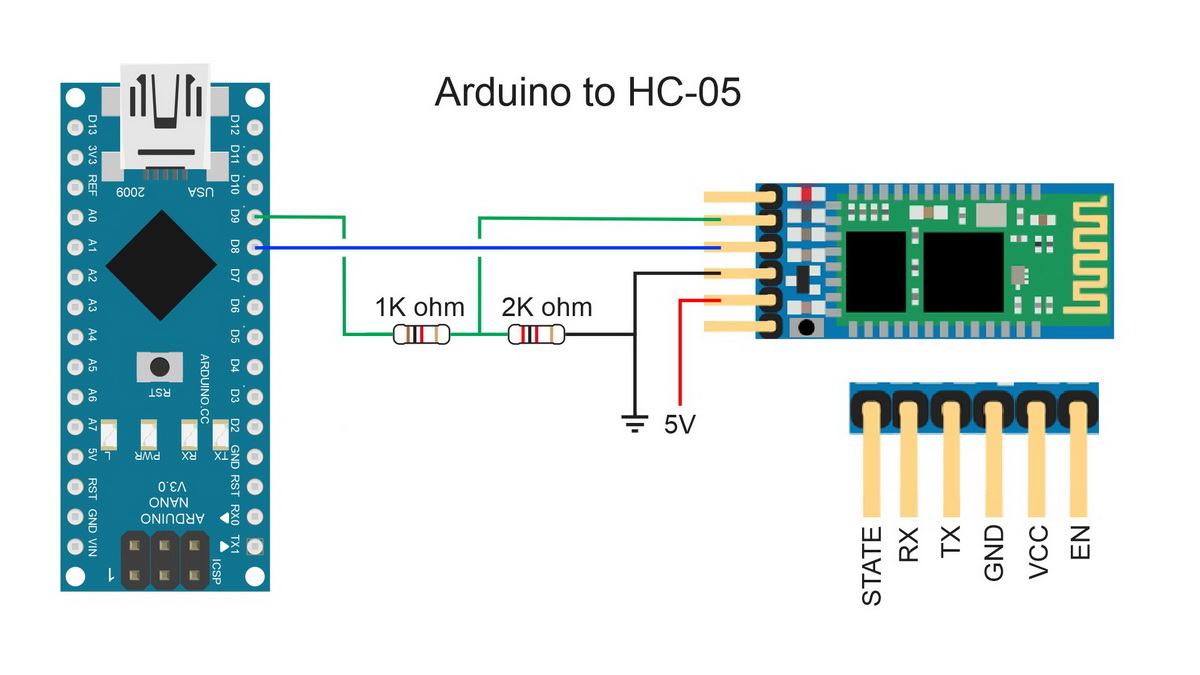 Arduino to HC-05
D13
3V3
REF
A0
A1
A2
A3
A4
A5
A6
A7
5V
RST
GND
VIN
D12
D11
D10
D9
D8
D7
D6
D5
D4
D3
D2
GND
RST
RX0
TX1
USA
2009
RST
ARDUINO.CC
TX
RX
PWR
L
ARDUINO
NANO
V3.0
ICSP
1
1K ohm
2K ohm
5V
STATE
RX
TX
GND
VCC
EN